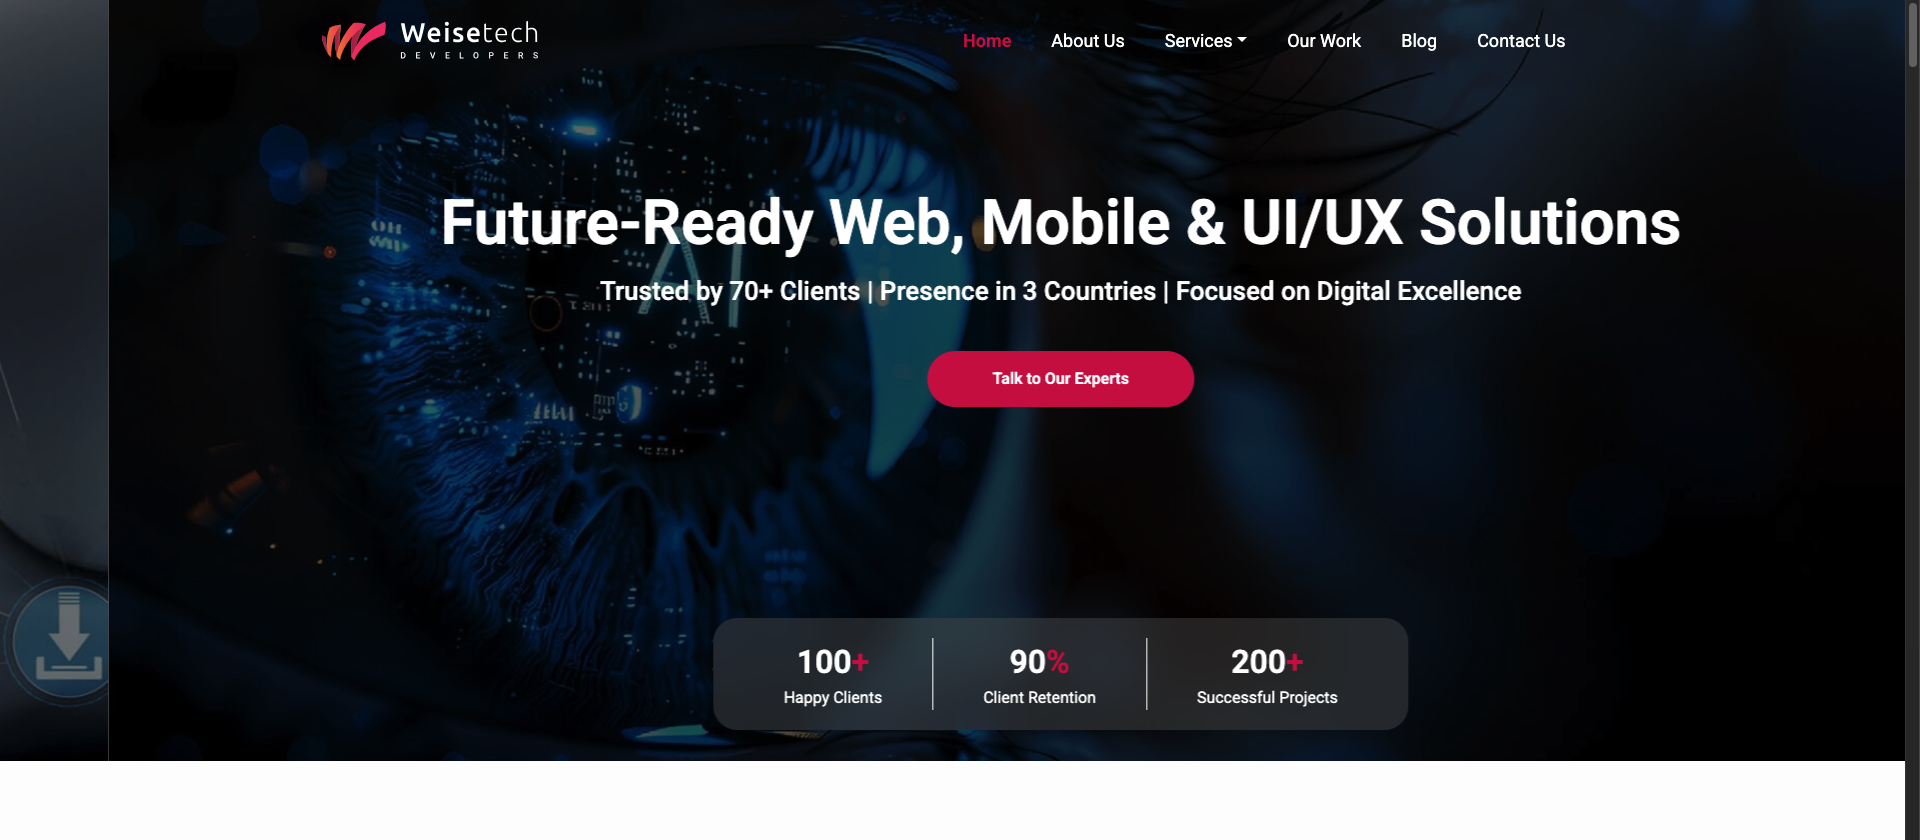 Weisetech
DEVELOPERS
Home
About Us
Services
Our Work
Blog
Contact Us
Future-Ready Web, Mobile & UI/UX Solutions
Trusted by 70+ Clients | Presence in 3 Countries | Focused on Digital Excellence
AI
Talk to Our Experts
100+
Happy Clients
90%
Client Retention
200+
Successful Projects